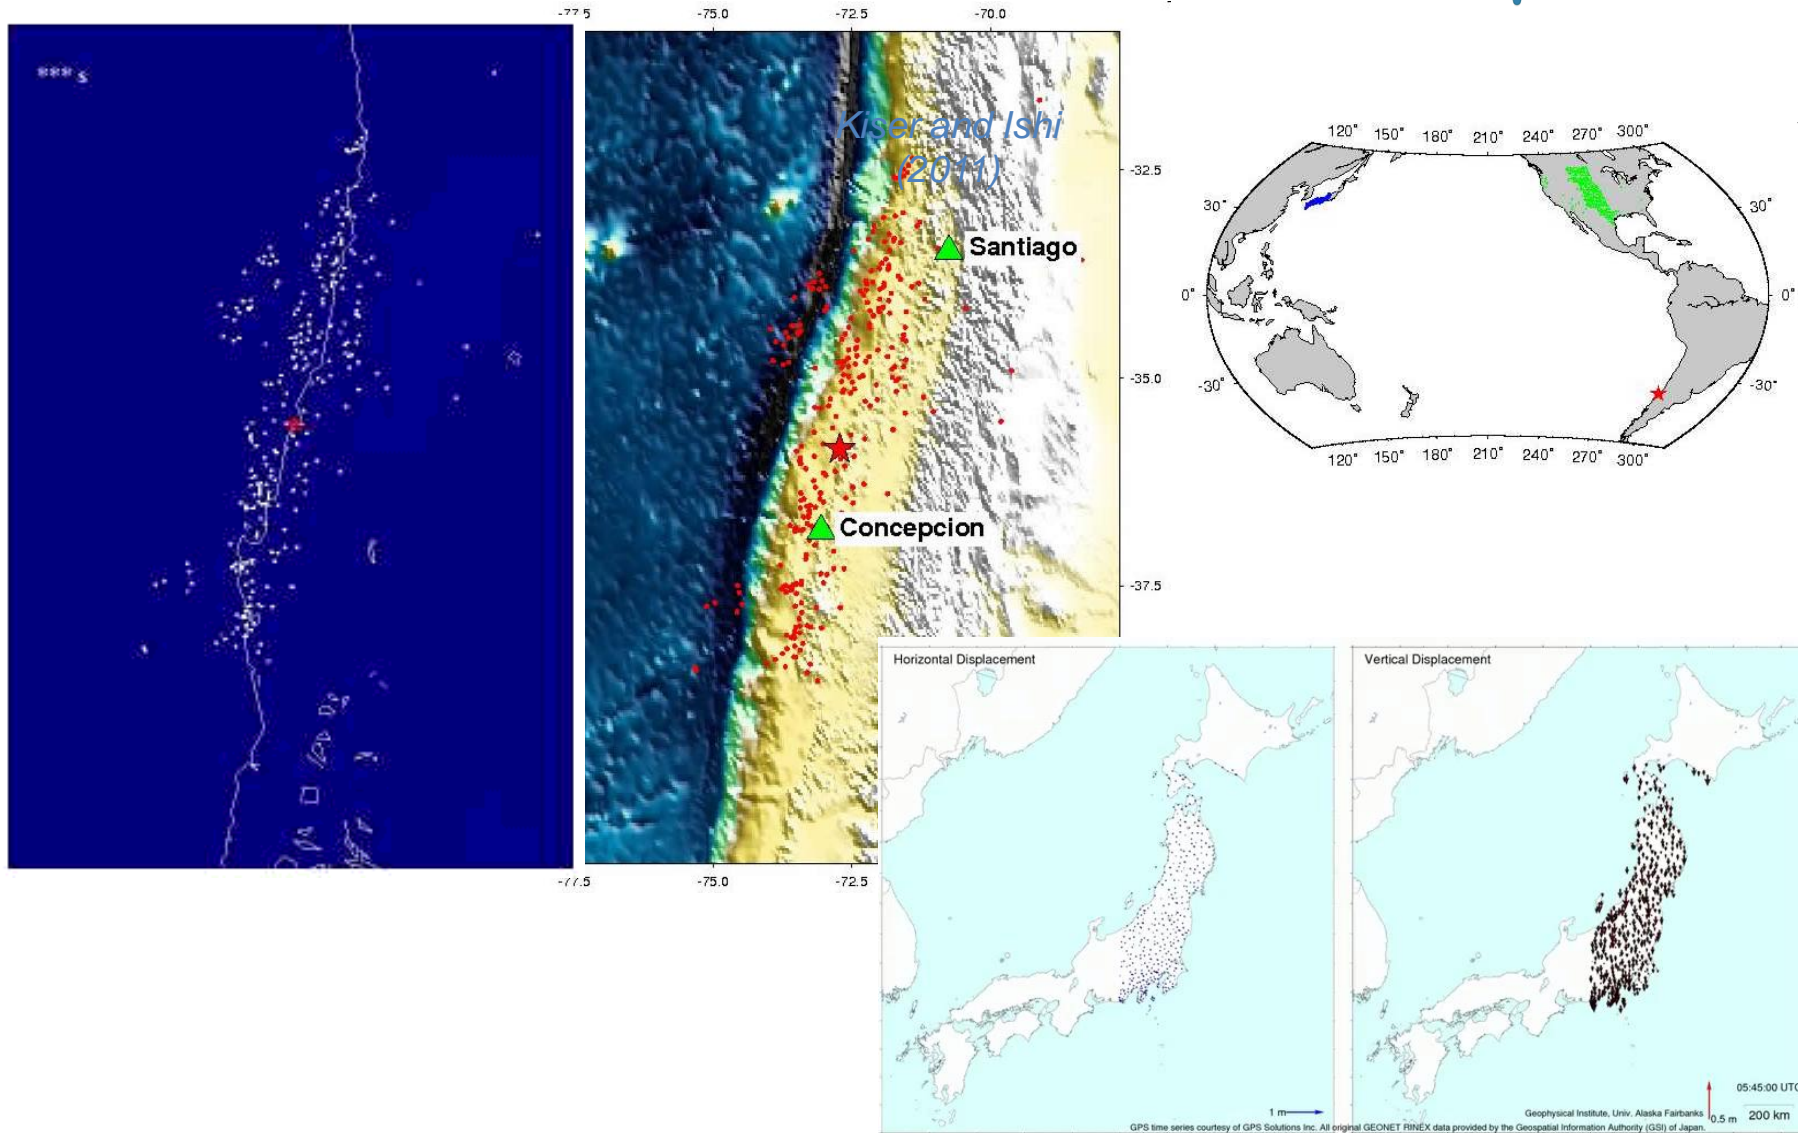 *** s
-77.5 -75.0 -72.5 -70.0
Kiser and Ishi
(2011)
-32.5
Santiago
-35.0
Concepcion
-37.5
-77.5 -75.0 -72.5
120° 150° 180° 210° 240° 270° 300°
30° 30°
0° 0°
-30° -30°
120° 150° 180° 210° 240° 270° 300°
Horizontal Displacement
1 m
Vertical Displacement
05:45:00 UTC
Geophysical Institute, Univ. Alaska Fairbanks
0.5 m
200 km
GPS time series courtesy of GPS Solutions Inc. All original GEONET RINEX data provided by the Geospatial Information Authority (GSI) of Japan.